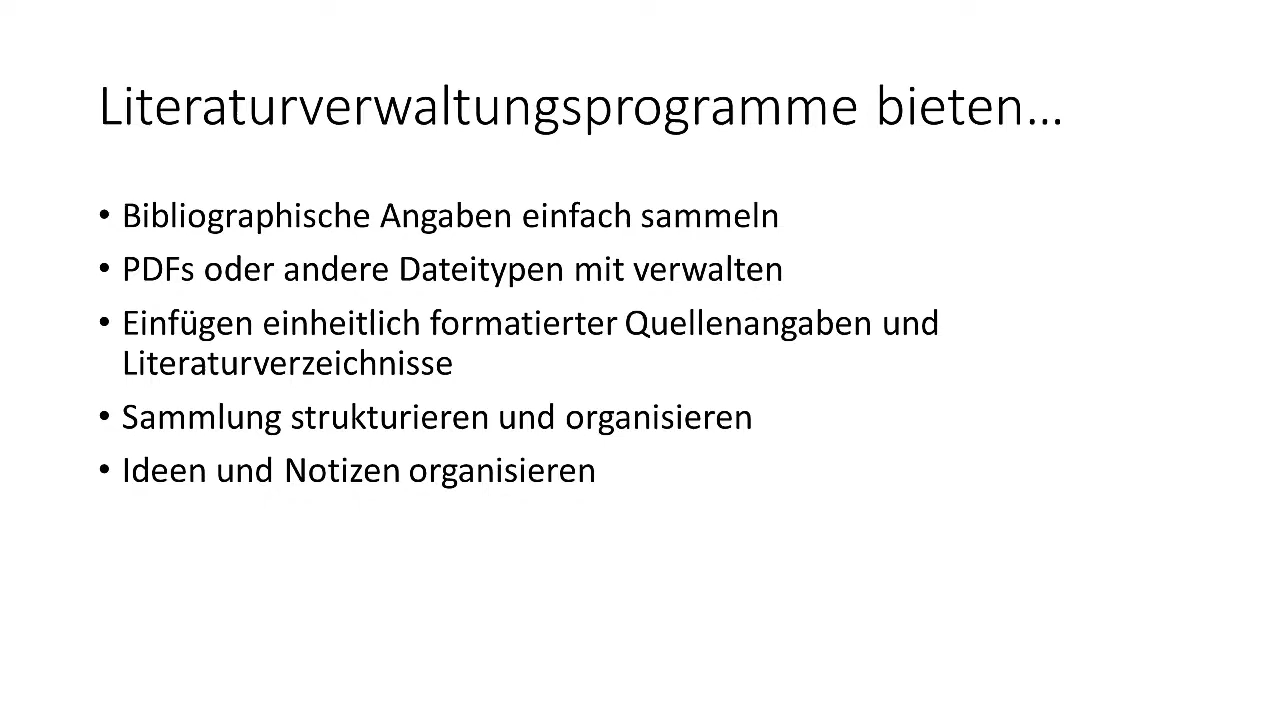 Literaturverwaltungsprogramme bieten...
• Bibliographische Angaben einfach sammeln
• PDFs oder andere Dateitypen mit verwalten
• Einfügen einheitlich formatierter Quellenangaben und
Literaturverzeichnisse
• Sammlung strukturieren und organisieren
• Ideen und Notizen organisieren